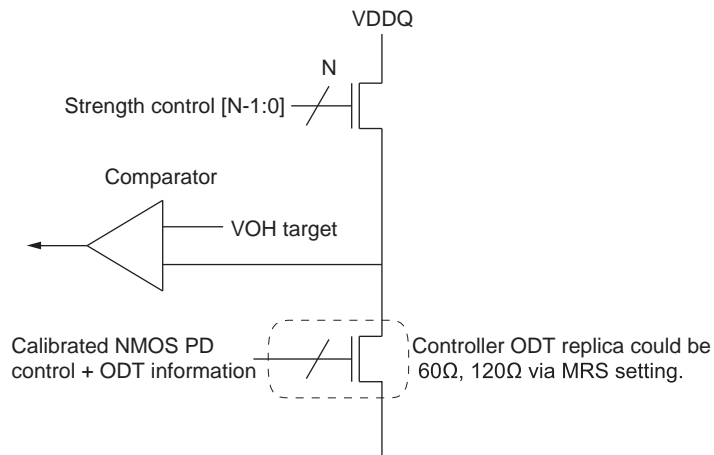 VDDQ
N
Strength control [N-1:0]
Comparator
VOH target
Calibrated NMOS PD
control + ODT information
Controller ODT replica could be
60Ω, 120Ω via MRS setting.